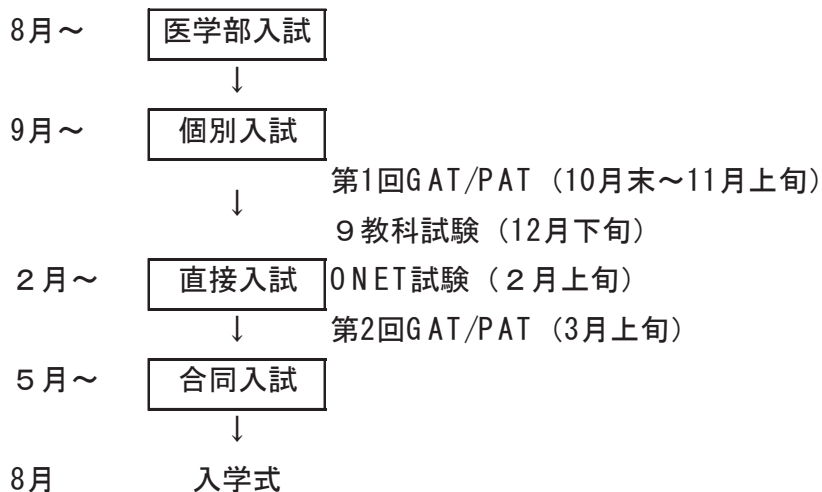 8月～ 医学部入試
↓
9月～ 個別入試
第1回GAT/PAT（10月末～11月上旬）
↓
９教科試験（12月下旬）
２月～ 直接入試 ONET試験（２月上旬）
↓ 第2回GAT/PAT（3月上旬）
５月～ 合同入試
↓
8月 入学式